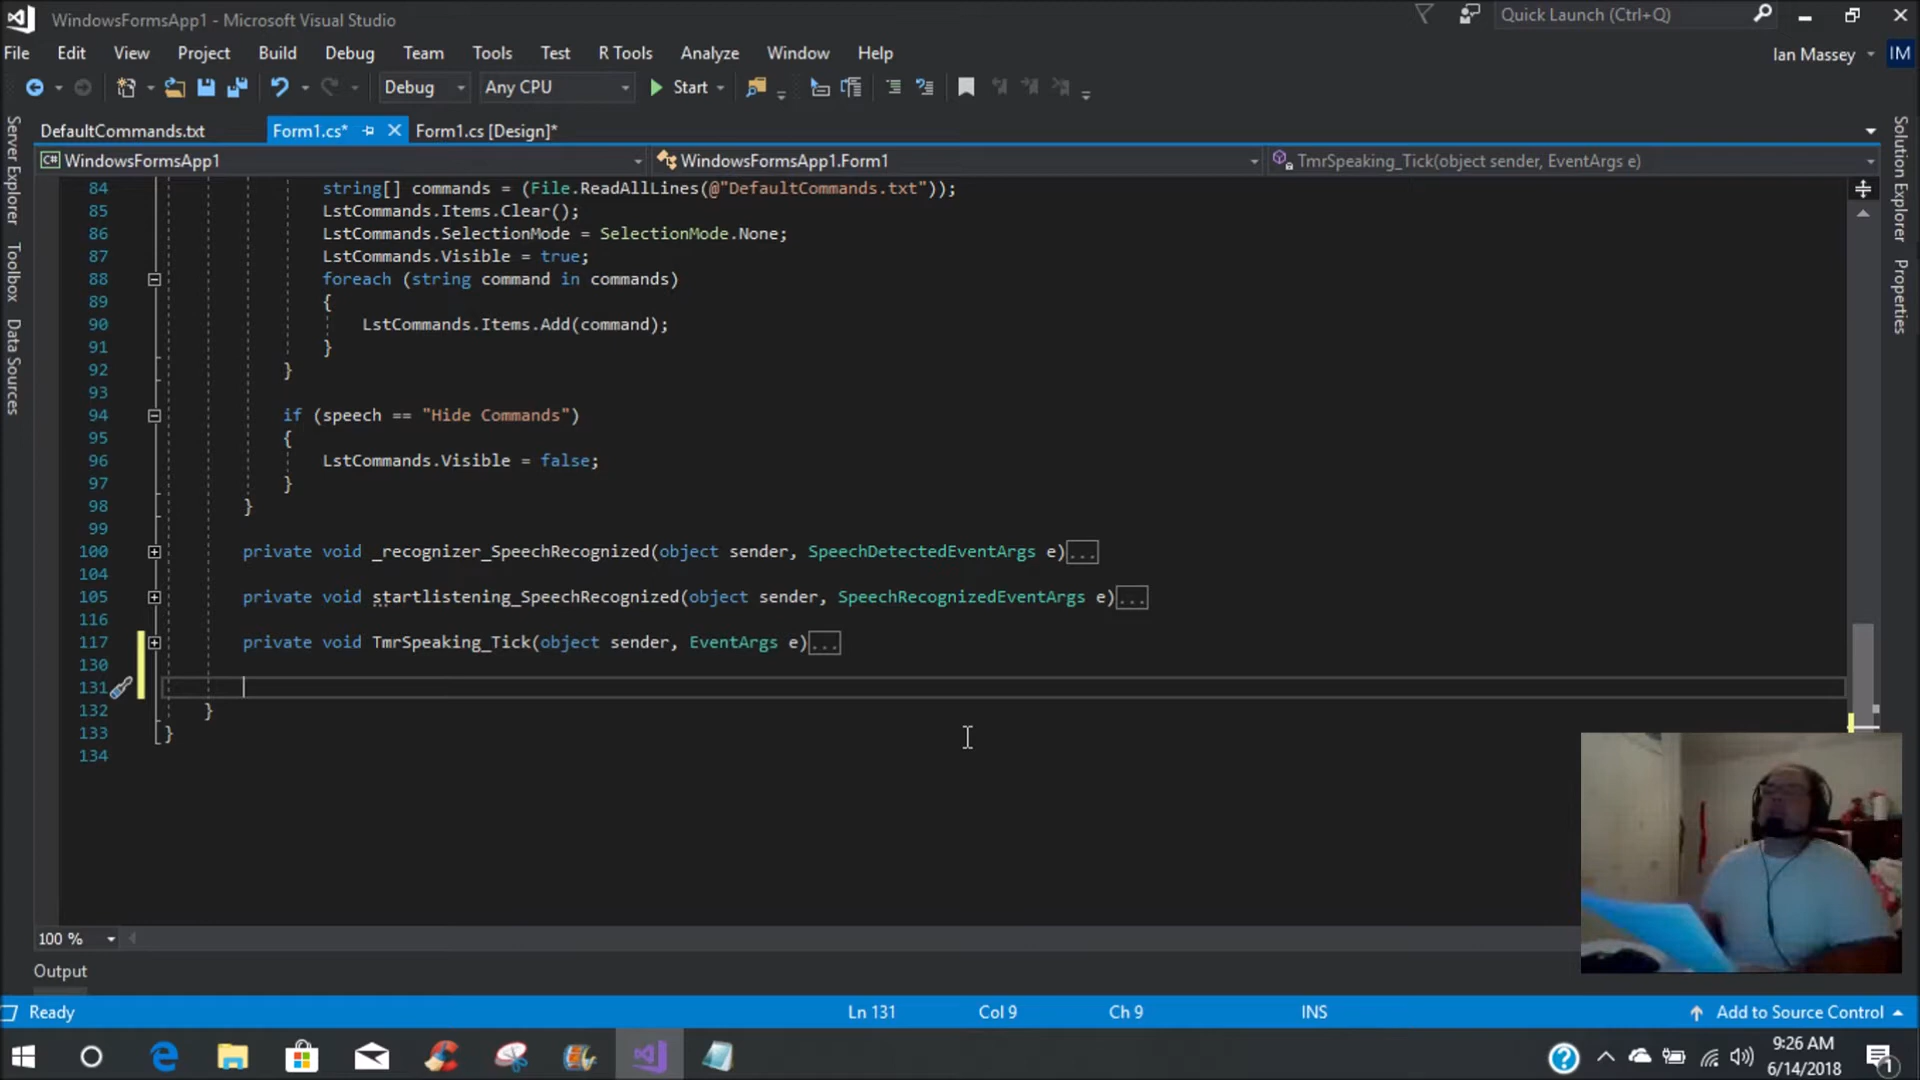 WindowsFormsApp1 - Microsoft Visual Studio
Quick Launch (Ctrl+Q)
File Edit View Project Build Debug Team Tools Test R Tools Analyze Window Help
Ian Massey IM
Debug Any CPU Start
DefaultCommands.txt Form1.cs* Form1.cs [Design]*
C# WindowsFormsApp1 WindowsFormsApp1.Form1 TmrSpeaking_Tick(object sender, EventArgs e)
Server Explorer
Toolbox
Data Sources
Solution Explorer
Properties
84 string[] commands = (File.ReadAllLines(@"DefaultCommands.txt"));
85 LstCommands.Items.Clear();
86 LstCommands.SelectionMode = SelectionMode.None;
87 LstCommands.Visible = true;
88 foreach (string command in commands)
89 {
90 LstCommands.Items.Add(command);
91 }
92 }
93
94 if (speech == "Hide Commands")
95 {
96 LstCommands.Visible = false;
97 }
98 }
99
100 private void _recognizer_SpeechRecognized(object sender, SpeechDetectedEventArgs e)...
104
105 private void startlistening_SpeechRecognized(object sender, SpeechRecognizedEventArgs e)...
116
117 private void TmrSpeaking_Tick(object sender, EventArgs e)...
130
131
132 }
133 }
134
100 %
Output
Ready Ln 131 Col 9 Ch 9 INS Add to Source Control
9:26 AM
6/14/2018
1